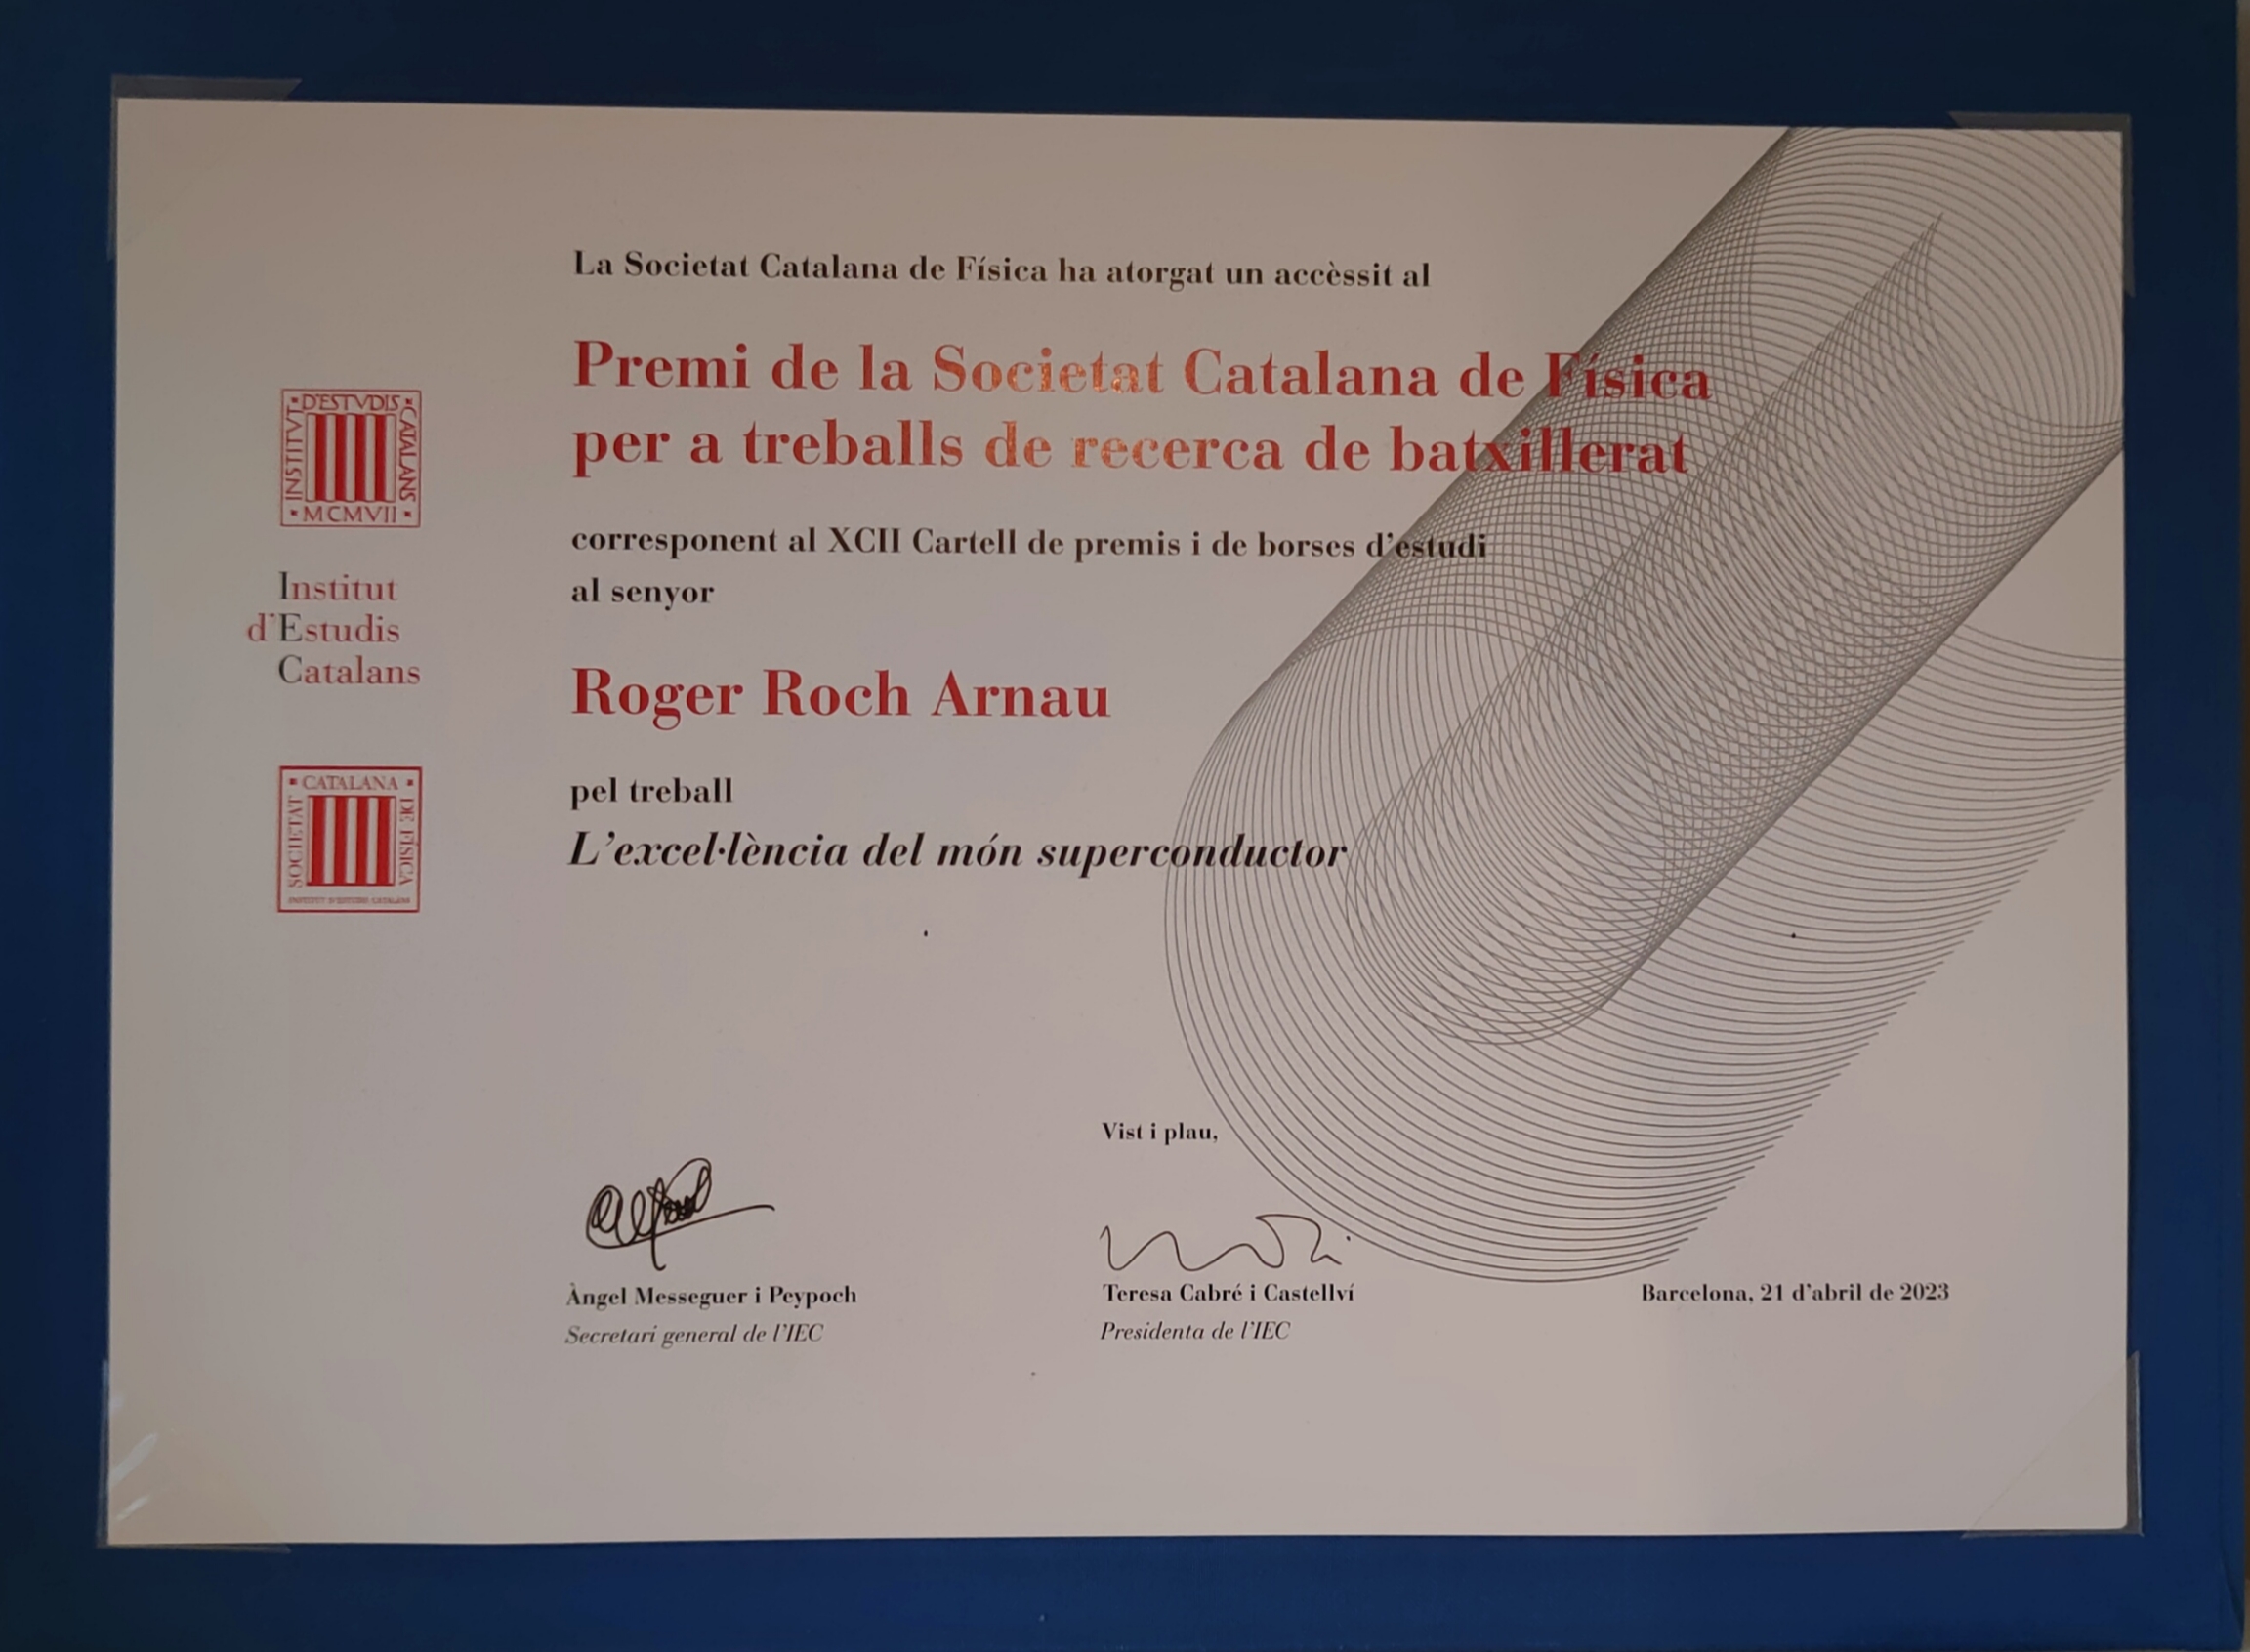 La Societat Catalana de Física ha atorgat un accèssit al
Premi de la Societat Catalana de Física
per a treballs de recerca de batxillerat
corresponent al XCII Cartell de premis i de borses d'estudi
al senyor
Roger Roch Arnau
pel treball
L'excel·lència del món superconductor
INSTITVT
D'ESTVDIS
CATALANS
MCMVII
Institut
d'Estudis
Catalans
SOCIETAT
CATALANA
DE FÍSICA
INSTITUT D'ESTUDIS CATALANS
Vist i plau,
Àngel Messeguer i Peypoch
Secretari general de l'IEC
Teresa Cabré i Castellví
Presidenta de l'IEC
Barcelona, 21 d'abril de 2023